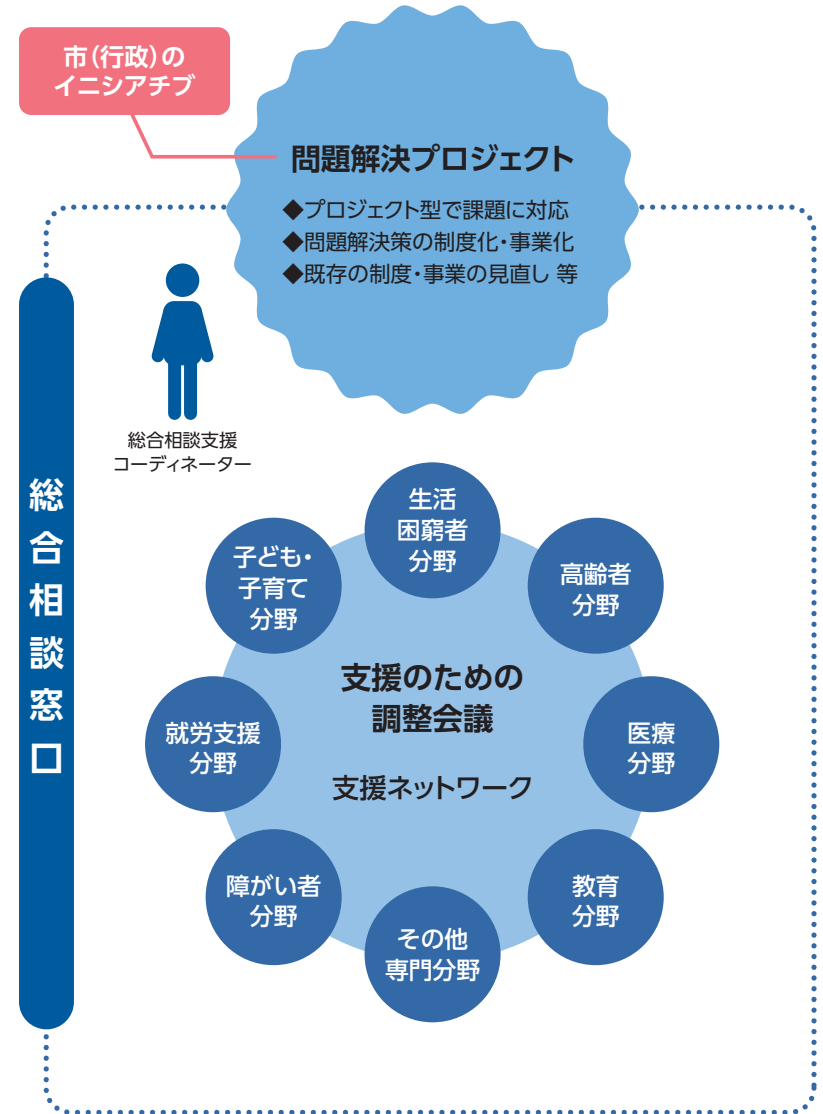 市(行政)の
イニシアチブ
問題解決プロジェクト
◆プロジェクト型で課題に対応
◆問題解決策の制度化・事業化
◆既存の制度・事業の見直し 等
総合相談支援
コーディネーター
総合相談窓口
生活
困窮者
分野
高齢者
分野
医療
分野
教育
分野
その他
専門分野
障がい者
分野
就労支援
分野
子ども・
子育て
分野
支援のための
調整会議
支援ネットワーク